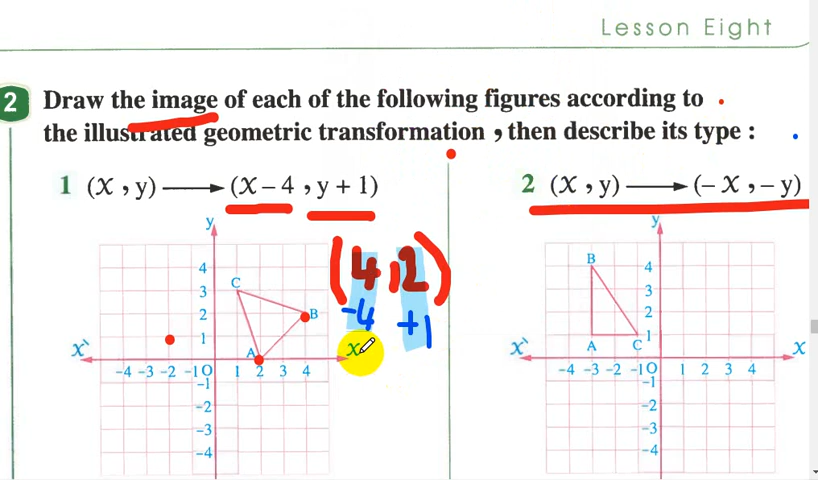 Lesson Eight
2 Draw the image of each of the following figures according to .
the illustrated geometric transformation , then describe its type :
1 (X , y) ⟶ (X – 4 , y + 1)
2 (X , y) ⟶ (– X , – y)
y
4
3
2
1
C
B
A
x`
-4 -3 -2 -1 O 1 2 3 4
x
-1
-2
-3
-4
(4,2)
-4 +1
y
4
3
2
1
B
A
C
x`
-4 -3 -2 -1 O 1 2 3 4
x
-1
-2
-3
-4